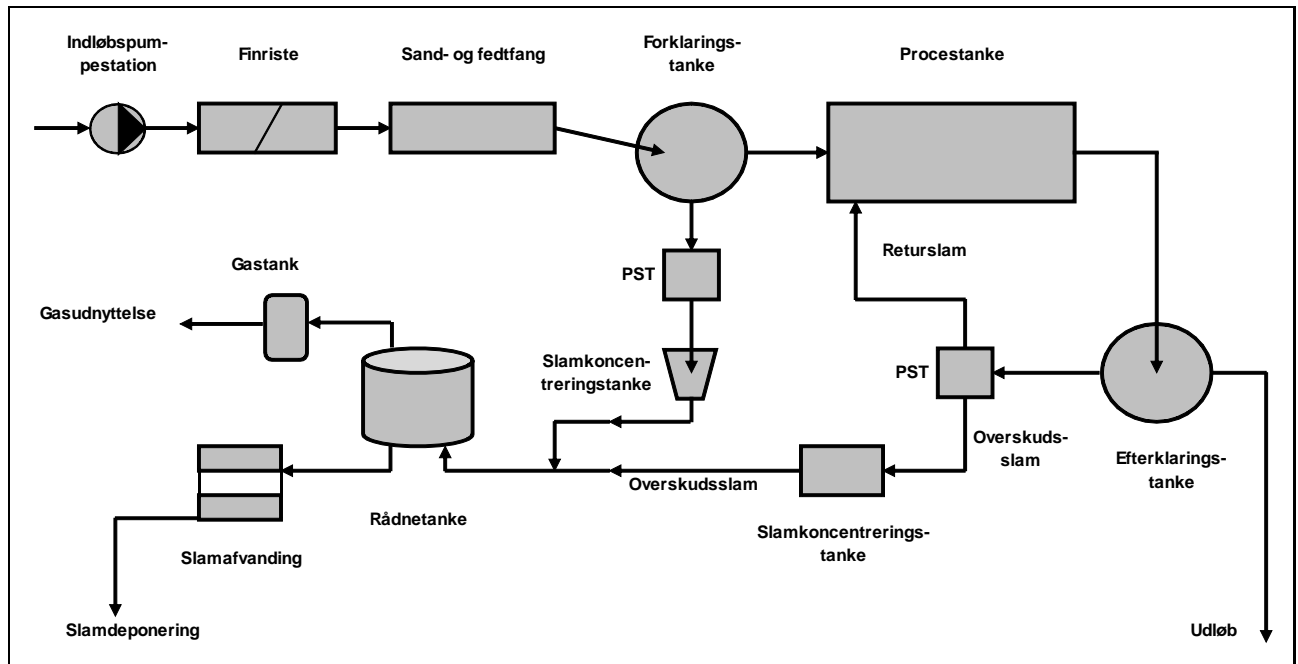 Indløbspum-
pestation
Finriste
Sand- og fedtfang
Forklarings-
tanke
Procestanke
Returslam
PST
Gastank
Gasudnyttelse
Slamkoncen-
treringstanke
PST
Overskuds-
slam
Efterklarings-
tanke
Overskudsslam
Rådnetanke
Slamkoncentrerings-
tanke
Slamafvanding
Slamdeponering
Udløb